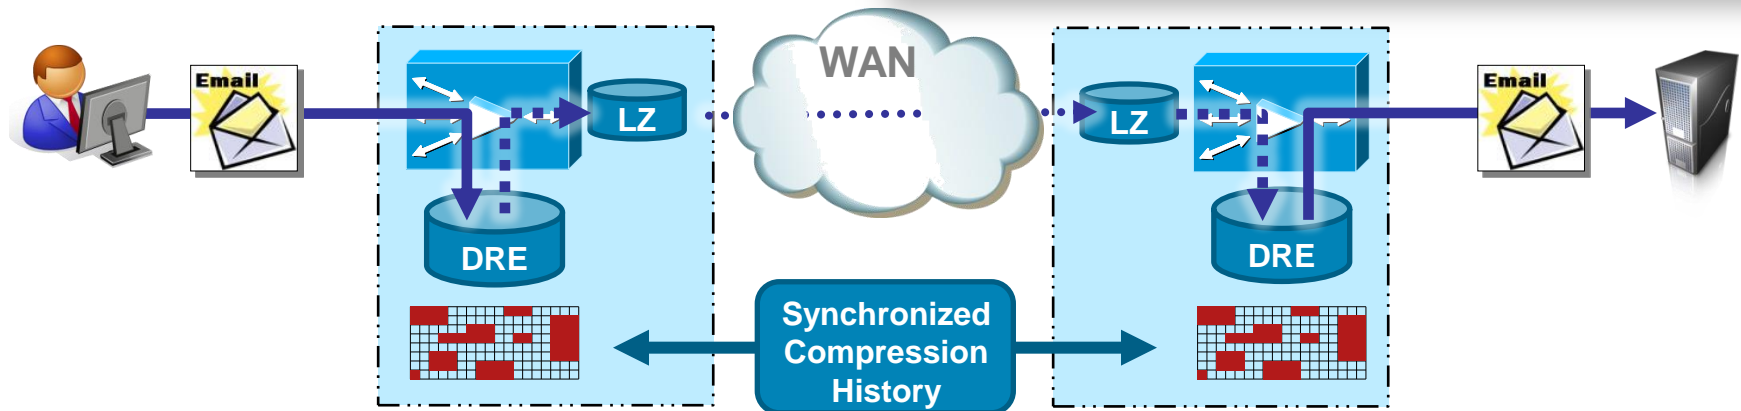 Email
LZ
WAN
LZ
Email
DRE
DRE
Synchronized
Compression
History